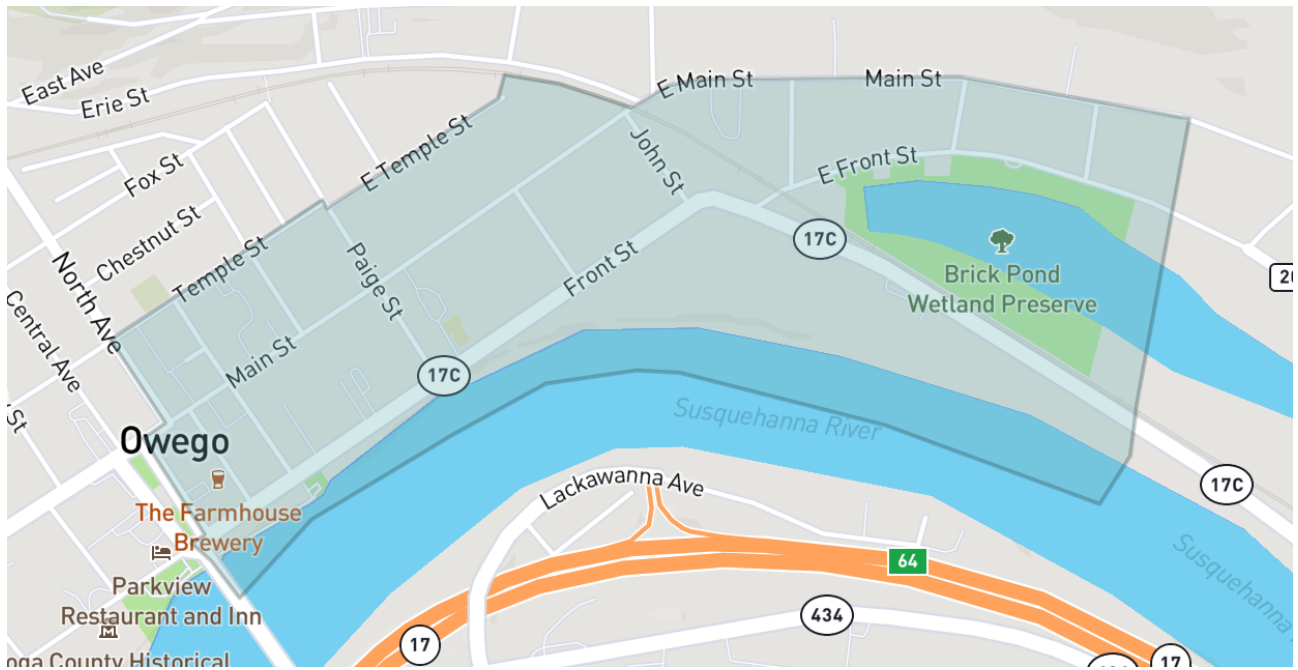 East Ave
Erie St
E Main St
Main St
E Temple St
John St
E Front St
Fox St
Chestnut St
Temple St
North Ave
Paige St
Front St
17C
Brick Pond
Wetland Preserve
20
Central Ave
Main St
17C
St
Owego
Susquehanna River
The Farmhouse
Brewery
Lackawanna Ave
17C
Parkview
Restaurant and Inn
64
Susquehanna
434
17
17
oga County Historical